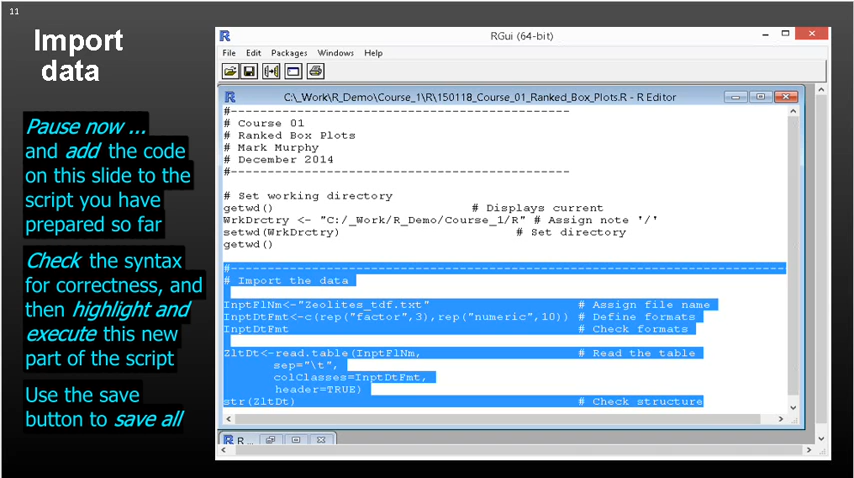 11
Import
data
Pause now ...
and add the code
on this slide to the
script you have
prepared so far
Check the syntax
for correctness, and
then highlight and
execute this new
part of the script
Use the save
button to save all
RGui (64-bit)
File Edit Packages Windows Help
C:\_Work\R_Demo\Course_1\R\150118_Course_01_Ranked_Box_Plots.R - R Editor
#----------------------------------------------
# Course 01
# Ranked Box Plots
# Mark Murphy
# December 2014
#----------------------------------------------
# Set working directory
getwd() # Displays current
WrkDrctry <- "C:/_Work/R_Demo/Course_1/R" # Assign note '/'
setwd(WrkDrctry) # Set directory
getwd()
#---------------------------------------------------------------------------
# Import the data
InptFlNm<-"Zeolites_tdf.txt" # Assign file name
InptDtFmt<-c(rep("factor",3),rep("numeric",10)) # Define formats
InptDtFmt # Check formats
ZltDt<-read.table(InptFlNm, # Read the table
sep="\t",
colClasses=InptDtFmt,
header=TRUE)
str(ZltDt) # Check structure
R ...